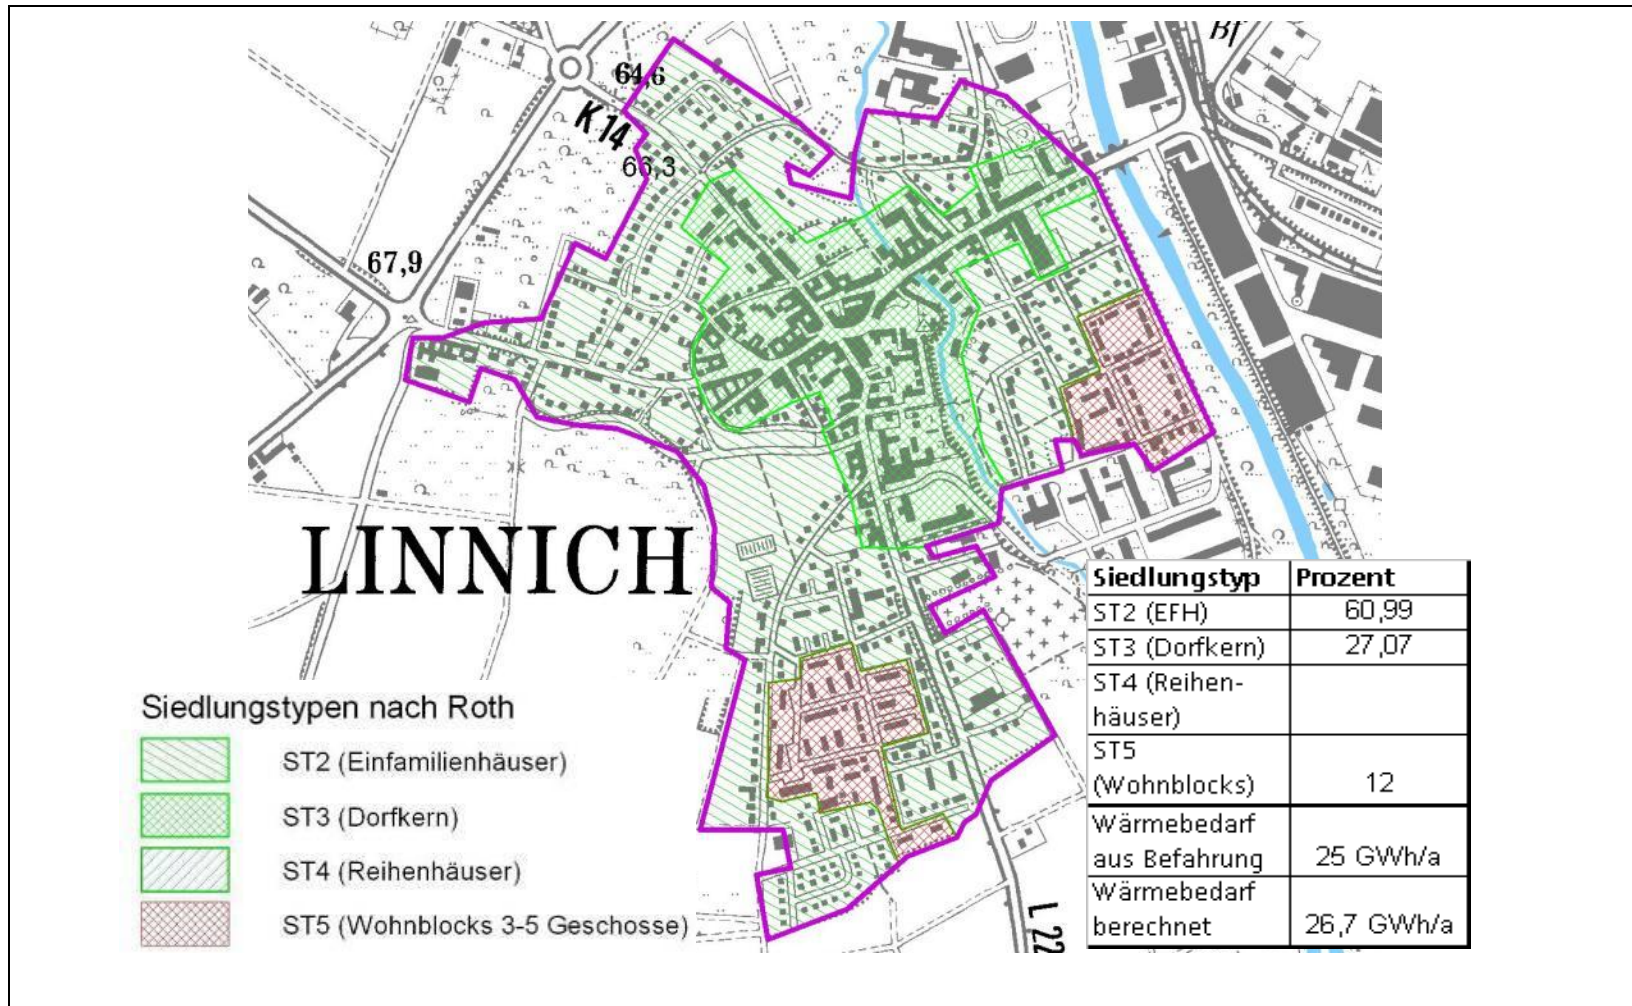 Bf
64,6
K 14
66,3
67,9
LINNICH
Siedlungstyp Prozent
ST2 (EFH) 60,99
ST3 (Dorfkern) 27,07
ST4 (Reihen-
häuser)
ST5
(Wohnblocks) 12
Wärmebedarf
aus Befahrung 25 GWh/a
Wärmebedarf
berechnet 26,7 GWh/a
Siedlungstypen nach Roth
ST2 (Einfamilienhäuser)
ST3 (Dorfkern)
ST4 (Reihenhäuser)
ST5 (Wohnblocks 3-5 Geschosse)
L 22